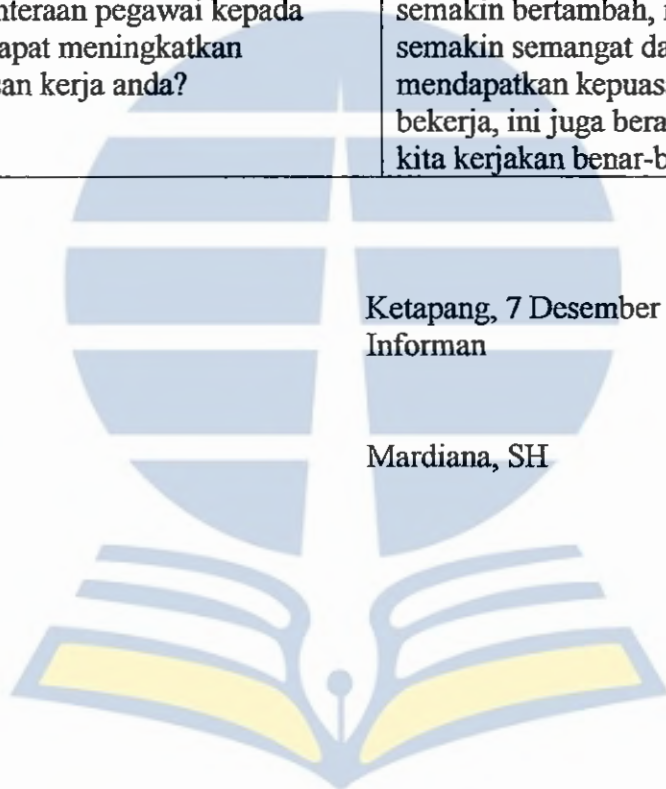 nteraan pegawai kepada
apat meningkatkan
an kerja anda?
semakin bertambah,
semakin semangat da
mendapatkan kepuas
bekerja, ini juga bera
kita kerjakan benar-b
Ketapang, 7 Desember
Informan
Mardiana, SH